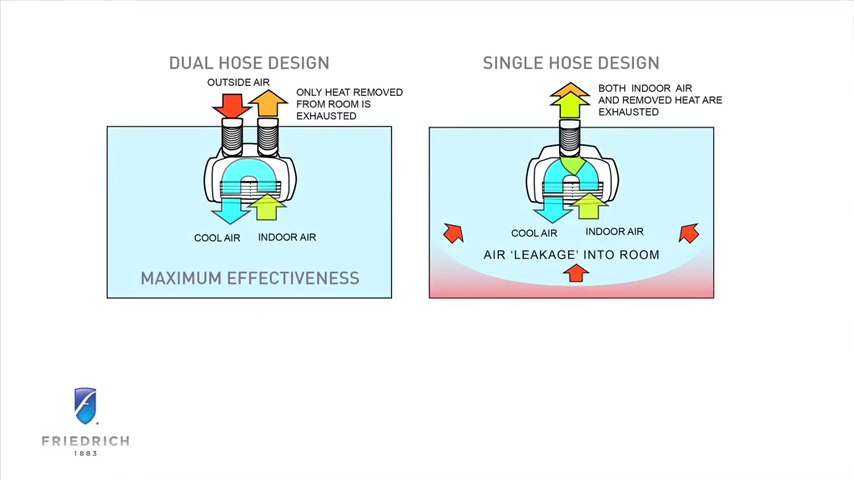 DUAL HOSE DESIGN
OUTSIDE AIR
ONLY HEAT REMOVED
FROM ROOM IS
EXHAUSTED
COOL AIR
INDOOR AIR
MAXIMUM EFFECTIVENESS
SINGLE HOSE DESIGN
BOTH INDOOR AIR
AND REMOVED HEAT ARE
EXHAUSTED
COOL AIR
INDOOR AIR
AIR 'LEAKAGE' INTO ROOM
FRIEDRICH
1883